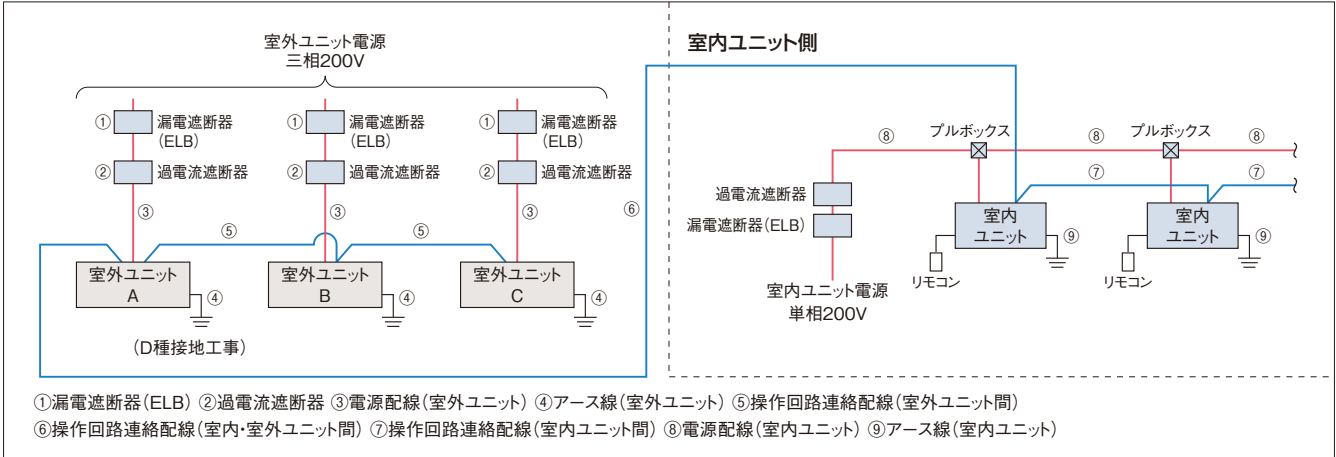 室外ユニット電源
三相200V
室内ユニット側
① 漏電遮断器
(ELB)
① 漏電遮断器
(ELB)
① 漏電遮断器
(ELB)
② 過電流遮断器
② 過電流遮断器
② 過電流遮断器
③
③
③
⑤
⑤
⑥
室外ユニット
A
室外ユニット
B
室外ユニット
C
④
④
④
(D種接地工事)
⑧
プルボックス
⑧
プルボックス
⑧
⑦
⑦
過電流遮断器
漏電遮断器(ELB)
室内
ユニット
⑨
室内
ユニット
⑨
リモコン
リモコン
室内ユニット電源
単相200V
①漏電遮断器(ELB) ②過電流遮断器 ③電源配線(室外ユニット) ④アース線(室外ユニット) ⑤操作回路連絡配線(室外ユニット間)
⑥操作回路連絡配線(室内・室外ユニット間) ⑦操作回路連絡配線(室内ユニット間) ⑧電源配線(室内ユニット) ⑨アース線(室内ユニット)